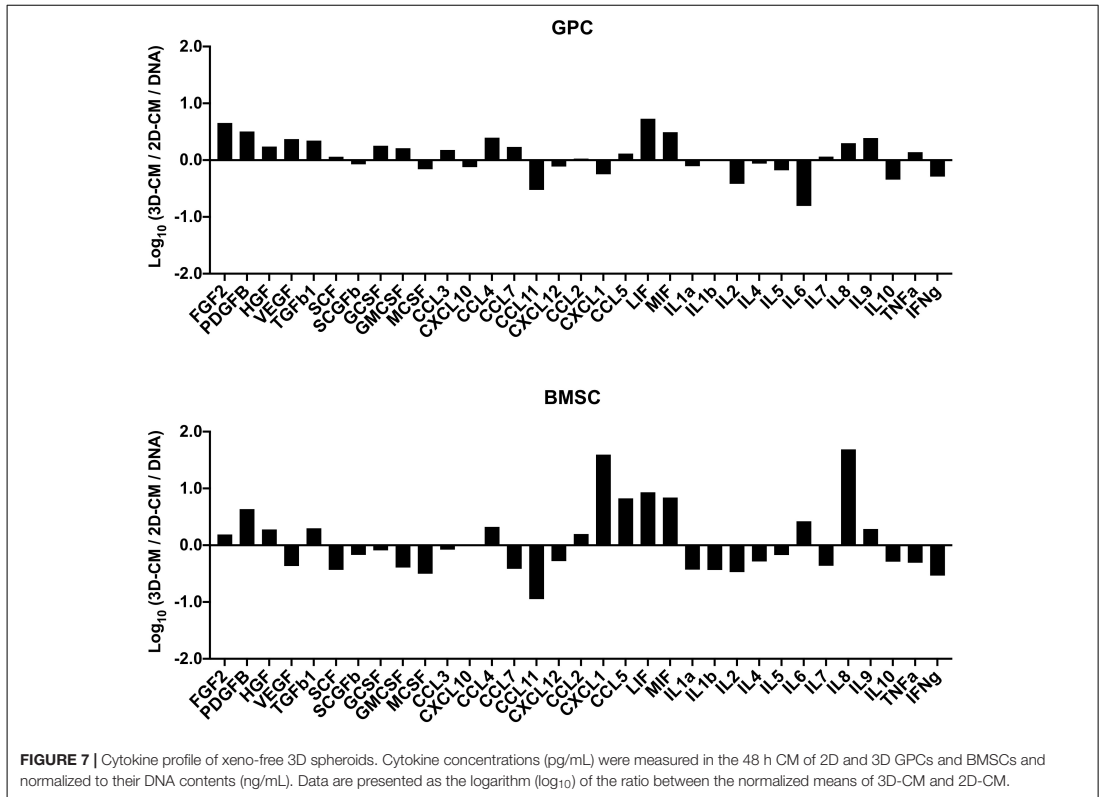 GPC
Log10 (3D-CM / 2D-CM / DNA)
2.0
1.0
0.0
-1.0
-2.0
FGF2
PDGFB
HGF
VEGF
TGFb1
SCF
SCGFb
GCSF
GMCSF
MCSF
CCL3
CXCL10
CCL4
CCL7
CCL11
CXCL12
CCL2
CXCL1
CCL5
LIF
MIF
IL1a
IL1b
IL2
IL4
IL5
IL6
IL7
IL8
IL9
IL10
TNFa
IFNg
BMSC
Log10 (3D-CM / 2D-CM / DNA)
2.0
1.0
0.0
-1.0
-2.0
FGF2
PDGFB
HGF
VEGF
TGFb1
SCF
SCGFb
GCSF
GMCSF
MCSF
CCL3
CXCL10
CCL4
CCL7
CCL11
CXCL12
CCL2
CXCL1
CCL5
LIF
MIF
IL1a
IL1b
IL2
IL4
IL5
IL6
IL7
IL8
IL9
IL10
TNFa
IFNg
FIGURE 7 | Cytokine profile of xeno-free 3D spheroids. Cytokine concentrations (pg/mL) were measured in the 48 h CM of 2D and 3D GPCs and BMSCs and
normalized to their DNA contents (ng/mL). Data are presented as the logarithm (log10) of the ratio between the normalized means of 3D-CM and 2D-CM.